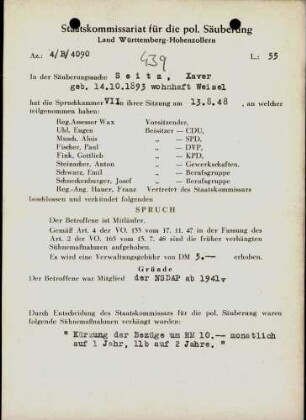 Staatskommissariat für die pol. Säuberung
Land Württemberg-Hohenzollern
Az.: 4/B/4090
439
L.: 55
In der Säuberungssache Seitz, Xaver
geb. 14.10.1893 wohnhaft
hat die Spruchkammer VII in ihrer Sitzung am 13.8.48, an welcher
teilgenommen haben:
Reg.Assessor Wax Vorsitzender,
Uhl, Eugen Beisitzer — CDU,
Munch, Alois „ — SPD,
Fischer, Paul „ — DVP,
Fink, Gottlieb „ — KPD,
Steinacher, Anton „ — Gewerkschaften,
Schwarz, Emil „ — Berufsgruppe
Schneckenburger, Josef „ — Berufsgruppe
Reg.-Ang. Hauer, Franz Vertreter des Staatskommissars
beschlossen und verkündet folgenden
SPRUCH
Der Betroffene ist Mitläufer.
Gemäß Art. 4 der VO. 133 vom 17. 11. 47 in der Fassung des
Art. 2 der VO. 165 vom 13. 7. 48 sind die früher verhängten
Sühnemaßnahmen aufgehoben.
Es wird eine Verwaltungsgebühr von DM 5.-- erhoben.
Gründe
Der Betroffene war Mitglied der NSDAP ab 1941.
Durch Entscheidung des Staatskommissars für die pol. Säuberung waren
folgende Sühnemaßnahmen verhängt worden:
" Kürzung der Bezüge um RM 10.-- monatlich
auf 1 Jahr, 11b auf 2 Jahre. "